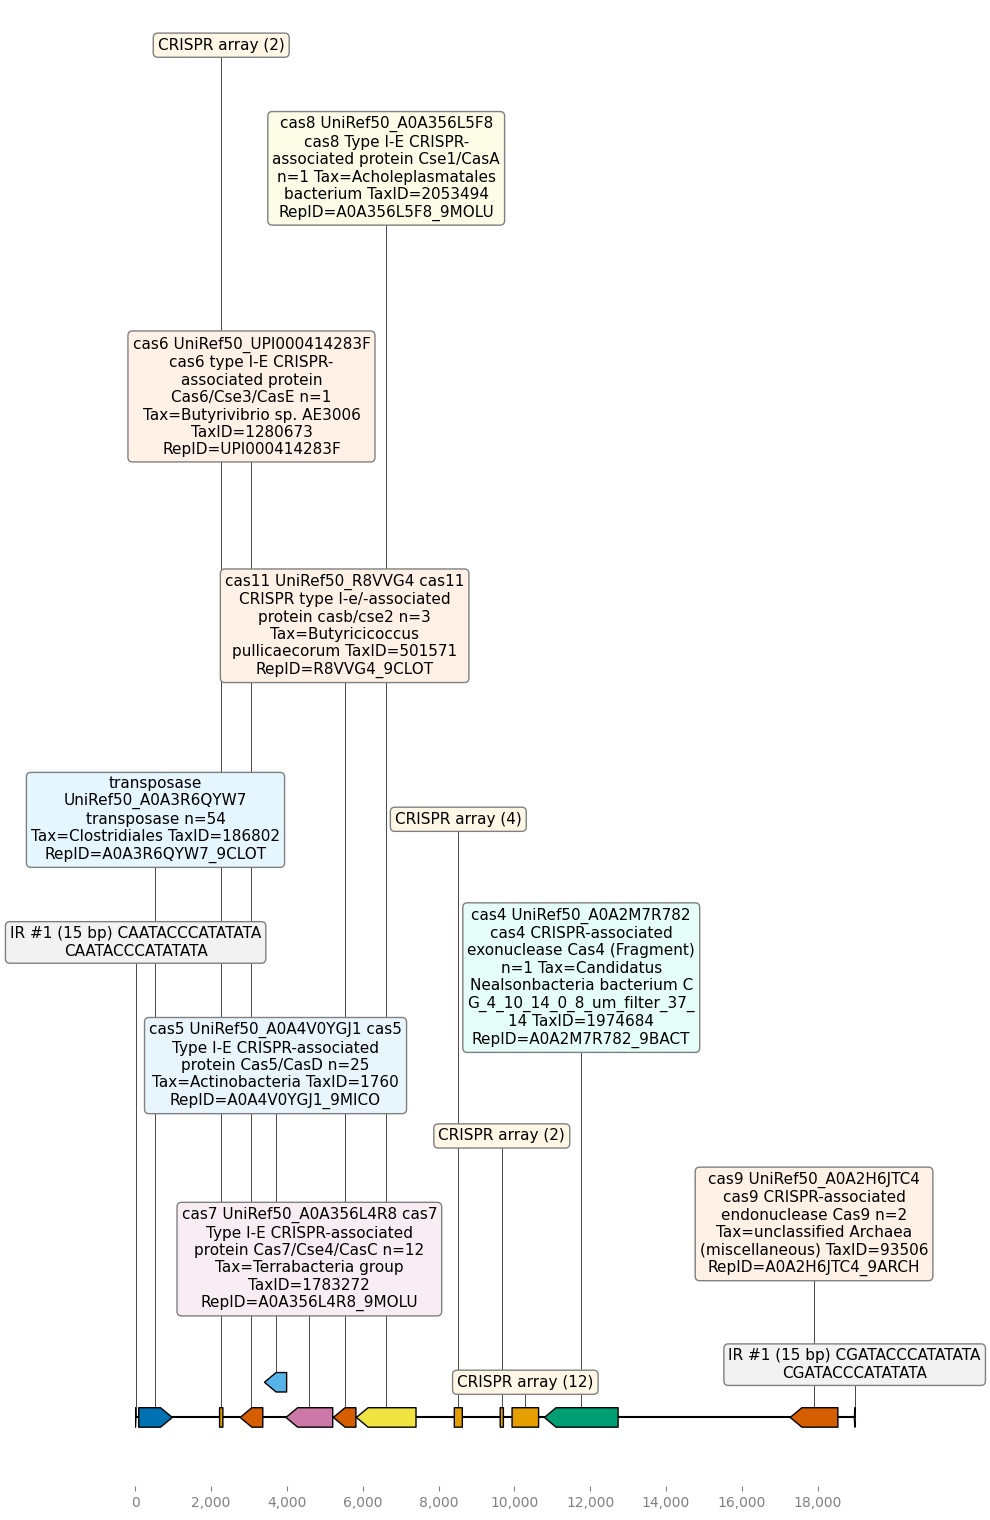 CRISPR array (2)
cas8 UniRef50_A0A356L5F8
cas8 Type I-E CRISPR-
associated protein Cse1/CasA
n=1 Tax=Acholeplasmatales
bacterium TaxID=2053494
RepID=A0A356L5F8_9MOLU
cas6 UniRef50_UPI000414283F
cas6 type I-E CRISPR-
associated protein
Cas6/Cse3/CasE n=1
Tax=Butyrivibrio sp. AE3006
TaxID=1280673
RepID=UPI000414283F
cas11 UniRef50_R8VVG4 cas11
CRISPR type I-e/-associated
protein casb/cse2 n=3
Tax=Butyricicoccus
pullicaecorum TaxID=501571
RepID=R8VVG4_9CLOT
transposase
UniRef50_A0A3R6QYW7
transposase n=54
Tax=Clostridiales TaxID=186802
RepID=A0A3R6QYW7_9CLOT
CRISPR array (4)
cas4 UniRef50_A0A2M7R782
cas4 CRISPR-associated
exonuclease Cas4 (Fragment)
n=1 Tax=Candidatus
Nealsonbacteria bacterium C
G_4_10_14_0_8_um_filter_37_
14 TaxID=1974684
RepID=A0A2M7R782_9BACT
IR #1 (15 bp) CAATACCCATATATA
CAATACCCATATATA
cas5 UniRef50_A0A4V0YGJ1 cas5
Type I-E CRISPR-associated
protein Cas5/CasD n=25
Tax=Actinobacteria TaxID=1760
RepID=A0A4V0YGJ1_9MICO
CRISPR array (2)
cas9 UniRef50_A0A2H6JTC4
cas9 CRISPR-associated
endonuclease Cas9 n=2
Tax=unclassified Archaea
(miscellaneous) TaxID=93506
RepID=A0A2H6JTC4_9ARCH
cas7 UniRef50_A0A356L4R8 cas7
Type I-E CRISPR-associated
protein Cas7/Cse4/CasC n=12
Tax=Terrabacteria group
TaxID=1783272
RepID=A0A356L4R8_9MOLU
IR #1 (15 bp) CGATACCCATATATA
CGATACCCATATATA
CRISPR array (12)
0 2,000 4,000 6,000 8,000 10,000 12,000 14,000 16,000 18,000